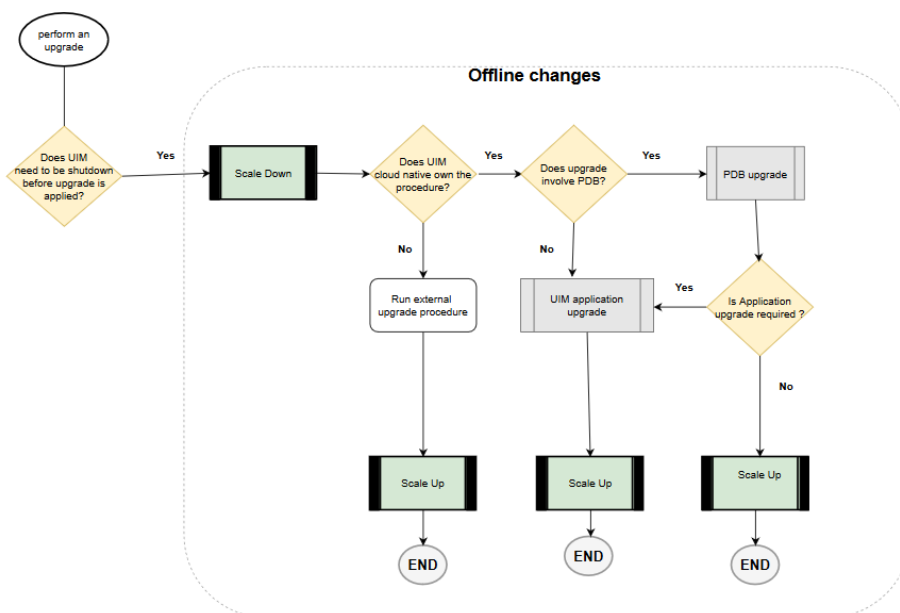 perform an
upgrade
Offline changes
Does UIM
need to be shutdown
before upgrade is
applied?
Yes
Scale Down
Does UIM
cloud native own the
procedure?
Yes
Does upgrade
involve PDB?
Yes
PDB upgrade
No
No
Run external
upgrade procedure
UIM application
upgrade
Yes
Is Application
upgrade required ?
No
Scale Up
Scale Up
Scale Up
END
END
END